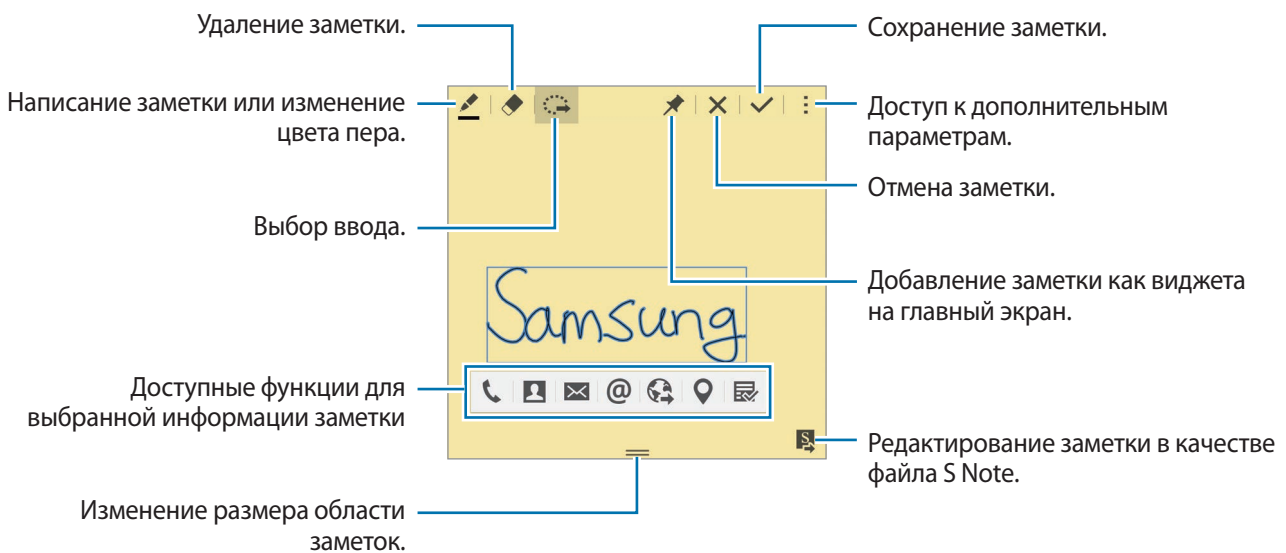 Удаление заметки.
Сохранение заметки.
Написание заметки или изменение
цвета пера.
Доступ к дополнительным
параметрам.
Отмена заметки.
Выбор ввода.
Добавление заметки как виджета
на главный экран.
Samsung
Доступные функции для
выбранной информации заметки
@
S
Редактирование заметки в качестве
файла S Note.
Изменение размера области
заметок.